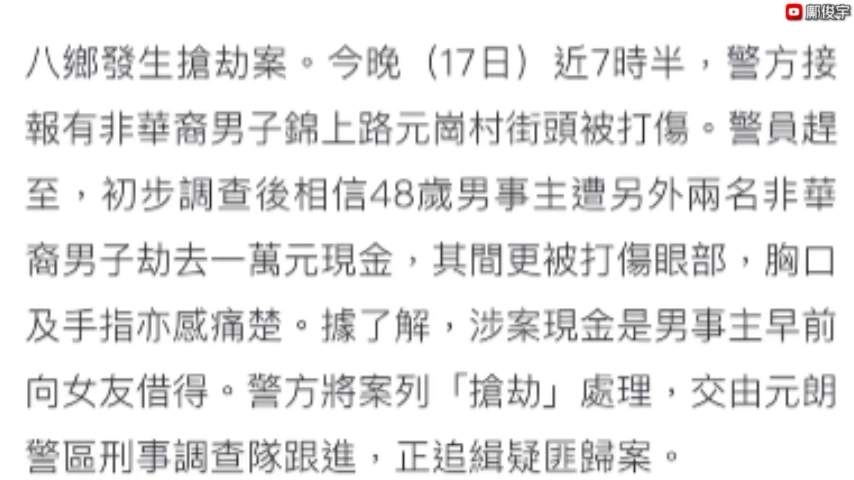 鄺俊宇
八鄉發生搶劫案。今晚（17日）近7時半，警方接
報有非華裔男子錦上路元崗村街頭被打傷。警員趕
至，初步調查後相信48歲男事主遭另外兩名非華
裔男子劫去一萬元現金，其間更被打傷眼部，胸口
及手指亦感痛楚。據了解，涉案現金是男事主早前
向女友借得。警方將案列「搶劫」處理，交由元朗
警區刑事調查隊跟進，正追緝疑匪歸案。